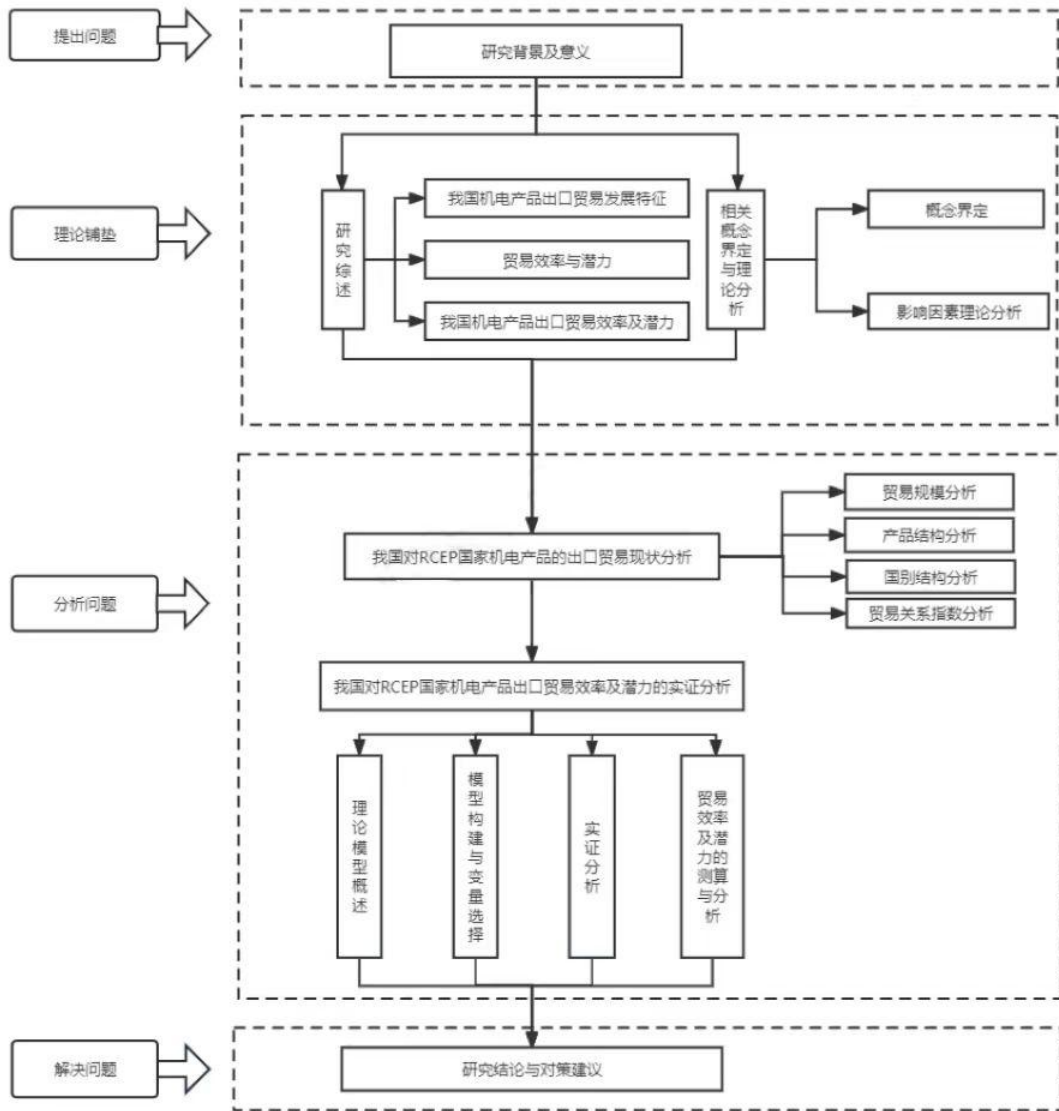 提出问题
研究背景及意义
理论铺垫
研究综述
我国机电产品出口贸易发展特征
贸易效率与潜力
我国机电产品出口贸易效率及潜力
相关概念界定与理论分析
概念界定
影响因素理论分析
分析问题
我国对RCEP国家机电产品的出口贸易现状分析
贸易规模分析
产品结构分析
国别结构分析
贸易关系指数分析
我国对RCEP国家机电产品出口贸易效率及潜力的实证分析
理论模型概述
模型构建与变量选择
实证分析
贸易效率及潜力的测算与分析
解决问题
研究结论与对策建议